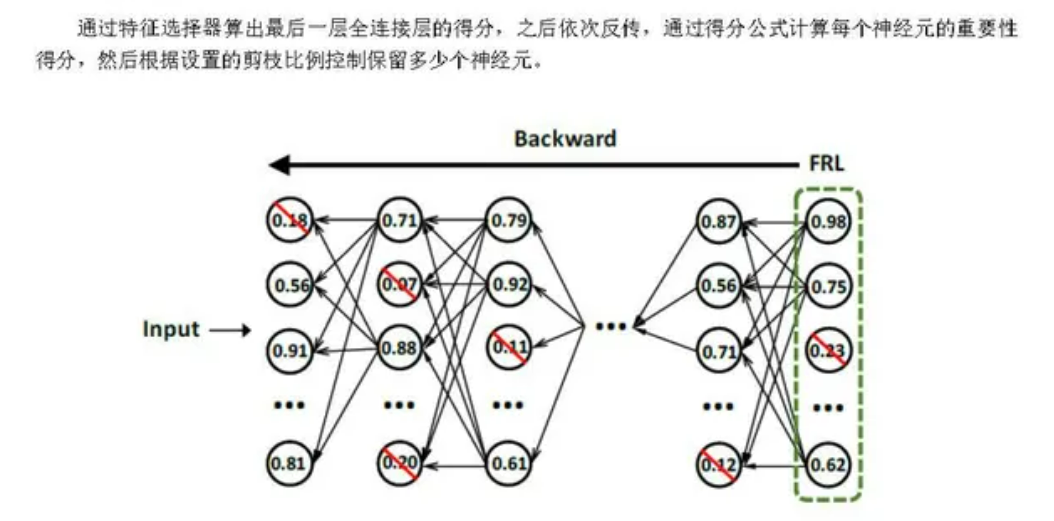 通过特征选择器算出最后一层全连接层的得分，之后依次反传，通过得分公式计算每个神经元的重要性
得分，然后根据设置的剪枝比例控制保留多少个神经元。
Backward
FRL
0.18 0.71 0.79 0.87 0.98
0.56 0.07 0.92 0.56 0.75
Input
...
0.91 0.88 0.11 0.71 0.23
... ... ... ... ...
0.81 0.20 0.61 0.12 0.62